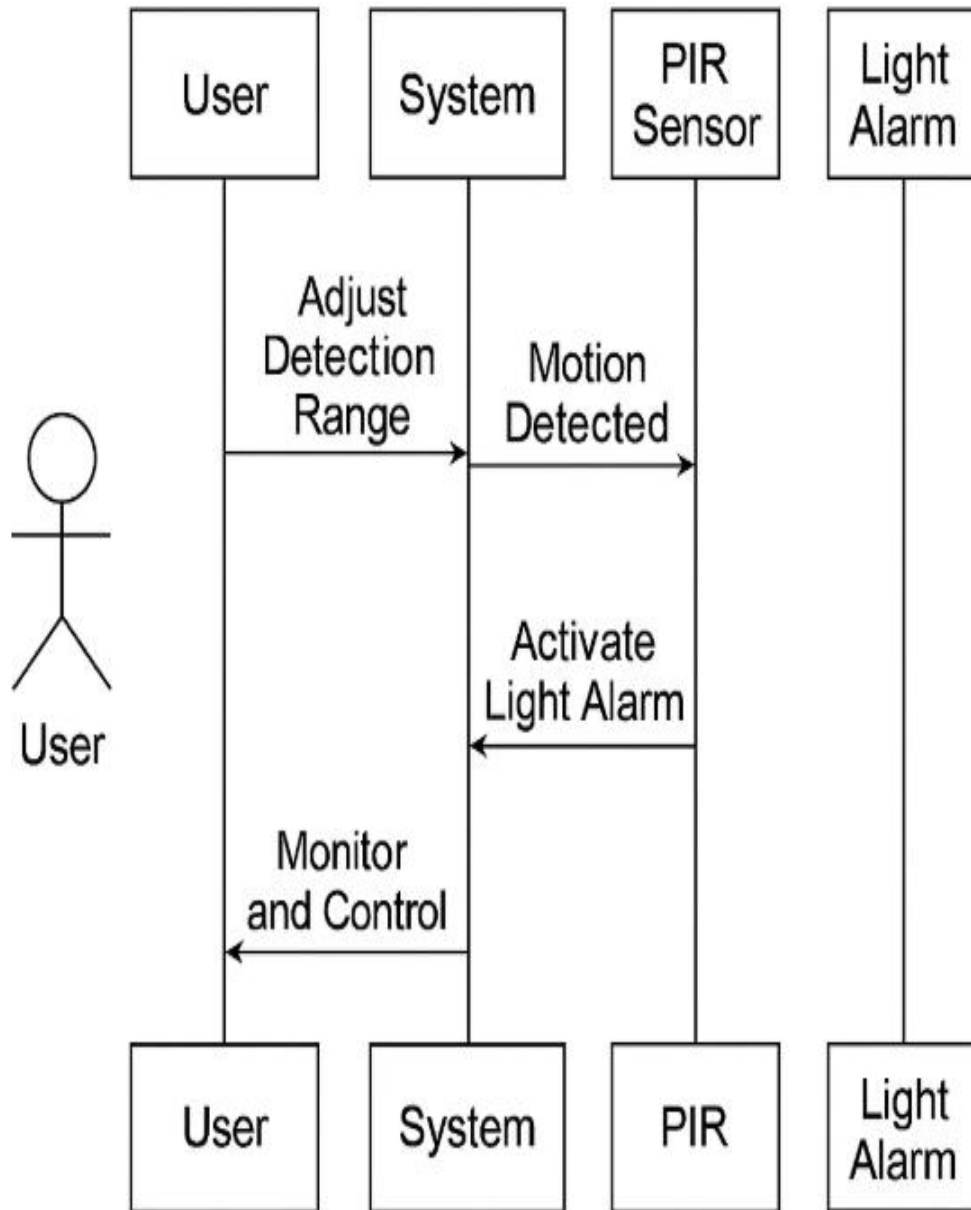 User
System
PIR
Sensor
Light
Alarm
Adjust
Detection
Range
Motion
Detected
User
Activate
Light Alarm
Monitor
and Control
User
System
PIR
Light
Alarm